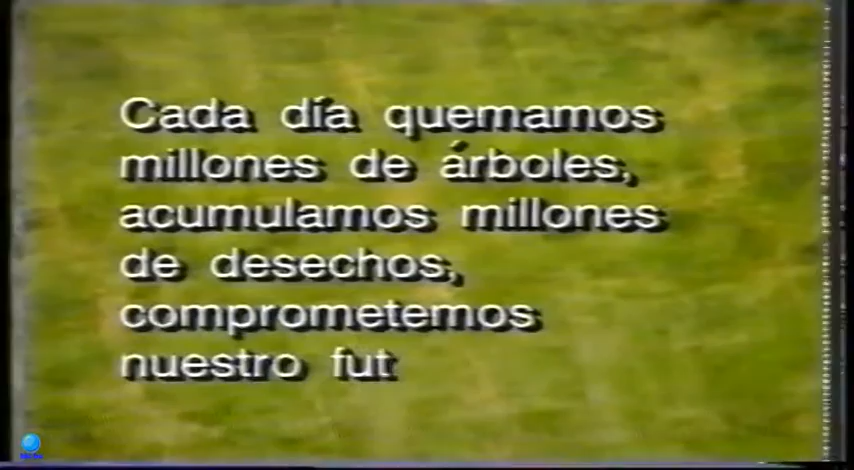 Cada día quemamos
millones de árboles,
acumulamos millones
de desechos,
comprometemos
nuestro fut